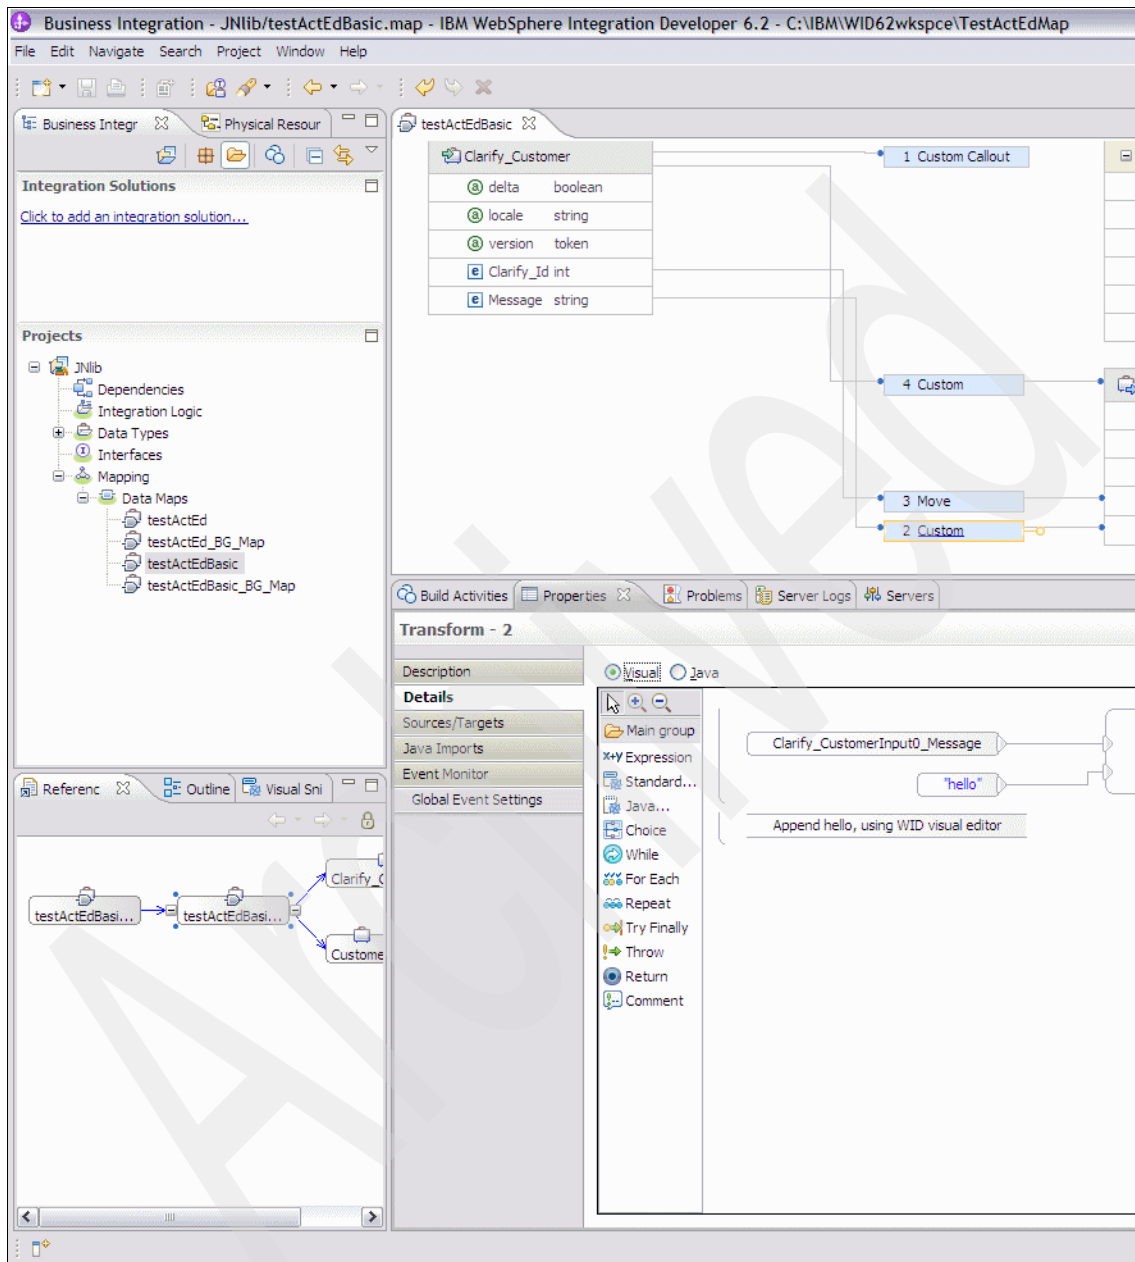 Business Integration - JNlib/testActEdBasic.map - IBM WebSphere Integration Developer 6.2 - C:\IBM\WID62wkspce\TestActEdMap
File Edit Navigate Search Project Window Help
Business Integr
Physical Resour
Integration Solutions
Click to add an integration solution...
Projects
JNlib
Dependencies
Integration Logic
Data Types
Interfaces
Mapping
Data Maps
testActEd
testActEd_BG_Map
testActEdBasic
testActEdBasic_BG_Map
Referenc
Outline
Visual Sni
testActEdBasi...
testActEdBasi...
Clarify_C
Custome
testActEdBasic
Clarify_Customer
delta boolean
locale string
version token
Clarify_Id int
Message string
1 Custom Callout
4 Custom
3 Move
2 Custom
Build Activities
Properties
Problems
Server Logs
Servers
Transform - 2
Description
Details
Sources/Targets
Java Imports
Event Monitor
Global Event Settings
Visual
Java
Main group
X+Y Expression
Standard...
Java...
Choice
While
For Each
Repeat
Try Finally
Throw
Return
Comment
Clarify_CustomerInput0_Message
"hello"
Append hello, using WID visual editor
Archived